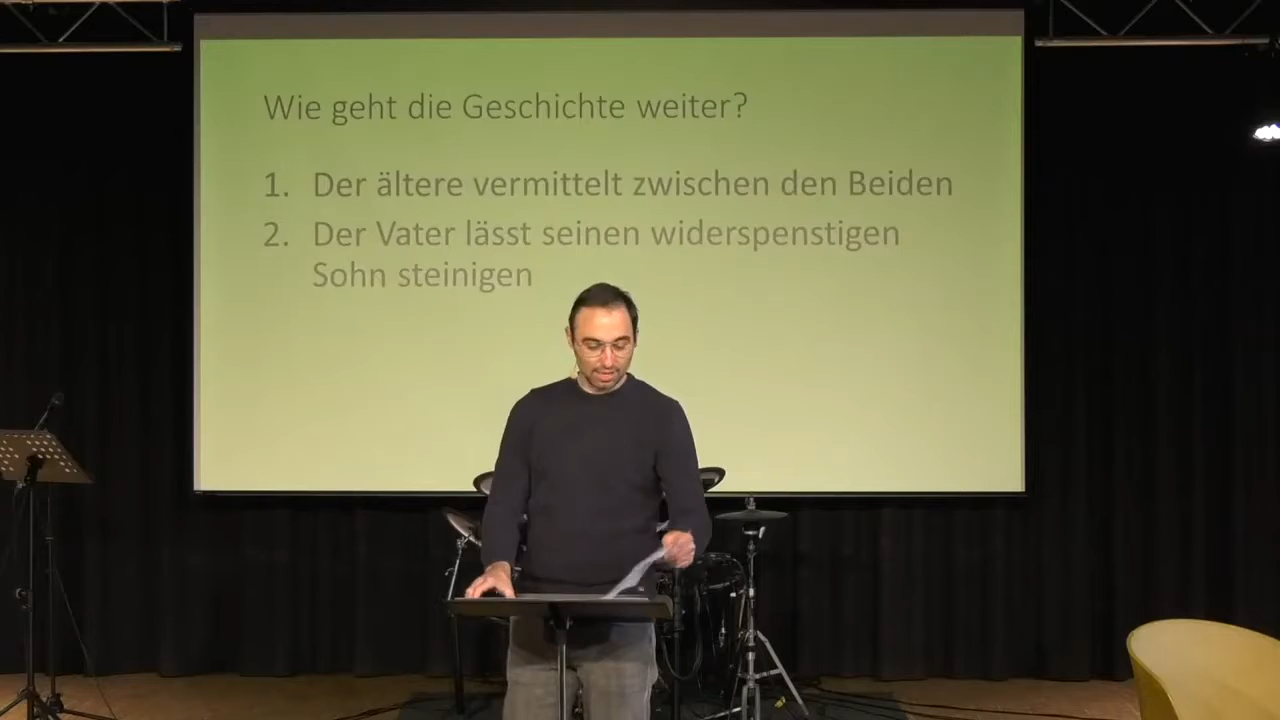 Wie geht die Geschichte weiter?
1. Der ältere vermittelt zwischen den Beiden
2. Der Vater lässt seinen widerspenstigen
Sohn steinigen